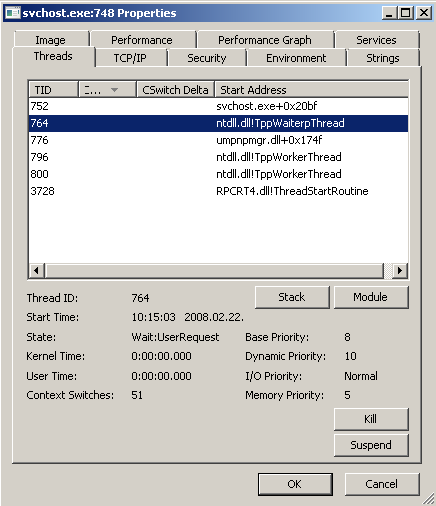 svchost.exe:748 Properties
Image Performance Performance Graph Services
Threads TCP/IP Security Environment Strings
TID I... CSwitch Delta Start Address
752 svchost.exe+0x20bf
764 ntdll.dll!TppWaiterpThread
776 umpnpmgr.dll+0x174f
796 ntdll.dll!TppWorkerThread
800 ntdll.dll!TppWorkerThread
3728 RPCRT4.dll!ThreadStartRoutine
Thread ID: 764 Stack Module
Start Time: 10:15:03 2008.02.22.
State: Wait:UserRequest Base Priority: 8
Kernel Time: 0:00:00.000 Dynamic Priority: 10
User Time: 0:00:00.000 I/O Priority: Normal
Context Switches: 51 Memory Priority: 5
Kill
Suspend
OK Cancel